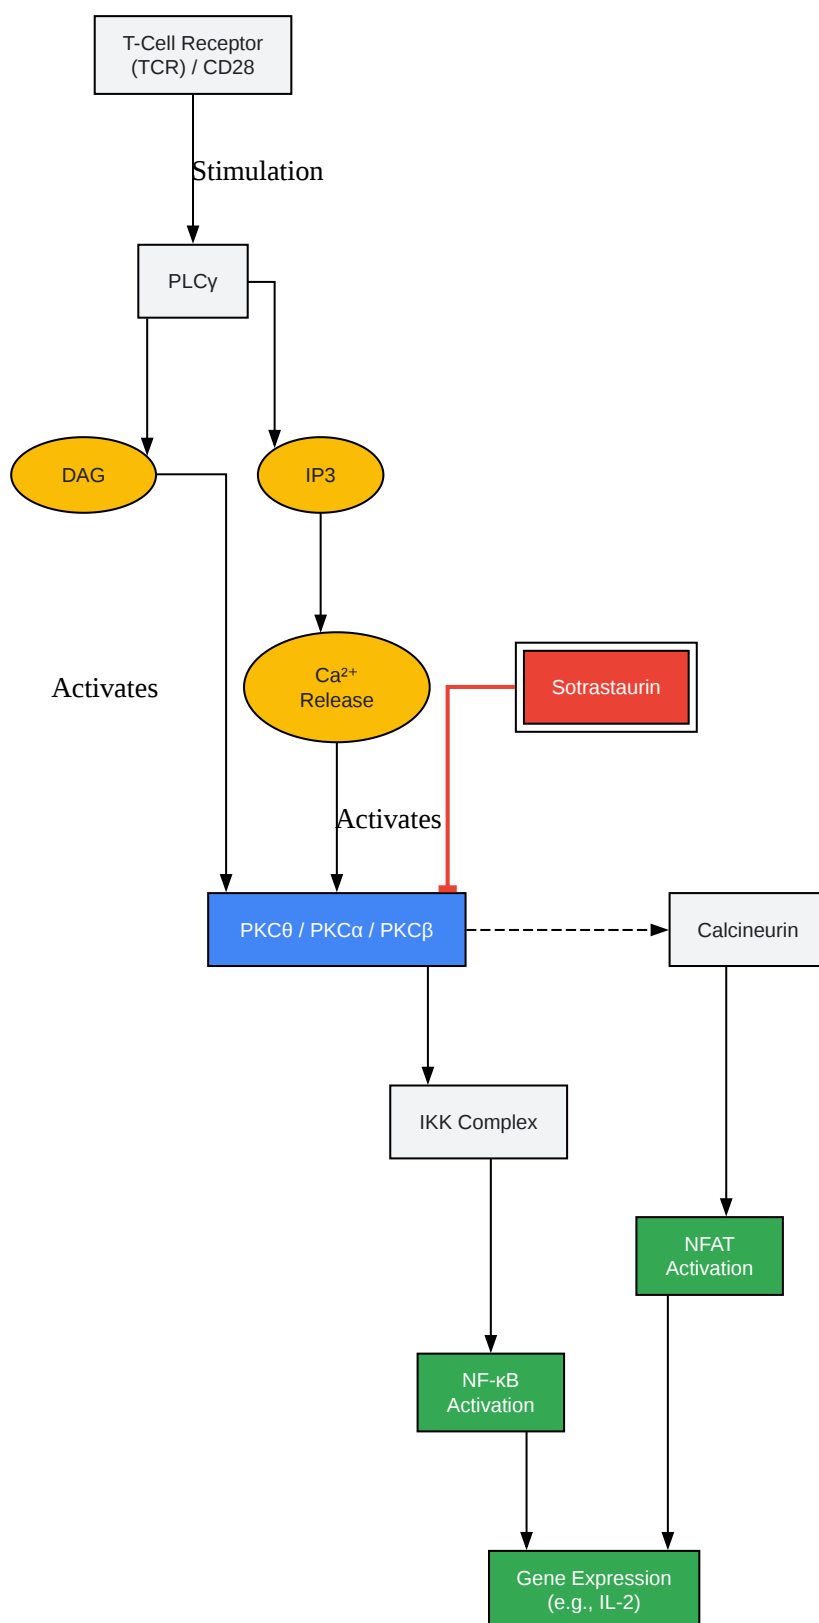 T-Cell Receptor
(TCR) / CD28
Stimulation
PLCγ
DAG
IP3
Ca²⁺
Release
Sotrastaurin
Activates
Activates
PKCθ / PKCα / PKCβ
Calcineurin
IKK Complex
NFAT
Activation
NF-κB
Activation
Gene Expression
(e.g., IL-2)